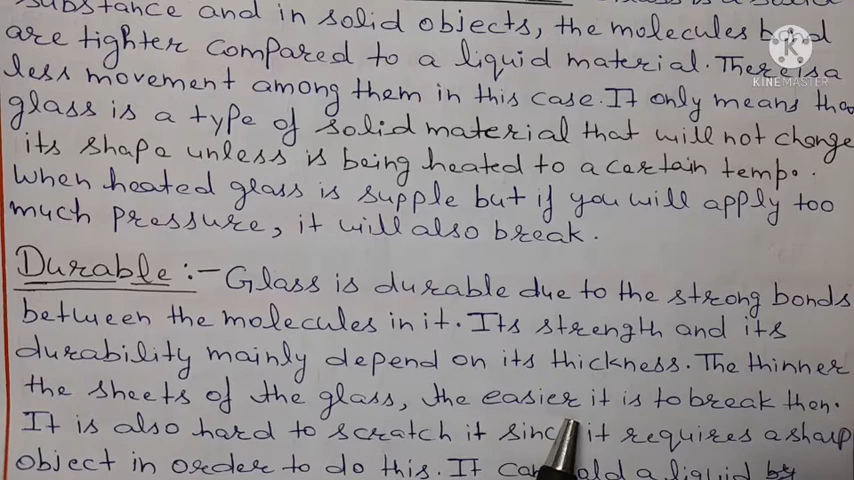 substance and in solid objects, the molecules bond
are tighter compared to a liquid material. There is a
less movement among them in this case. It only means that
glass is a type of solid material that will not change
its shape unless is being heated to a certain temp.
When heated glass is supple but if you will apply too
much pressure, it will also break.
Durable :- Glass is durable due to the strong bonds
between the molecules in it. Its strength and its
durability mainly depend on its thickness. The thinner
the sheets of the glass, the easier it is to break then.
It is also hard to scratch it since it requires a sharp
object in order to do this. It can a liquid by
KINEMASTER